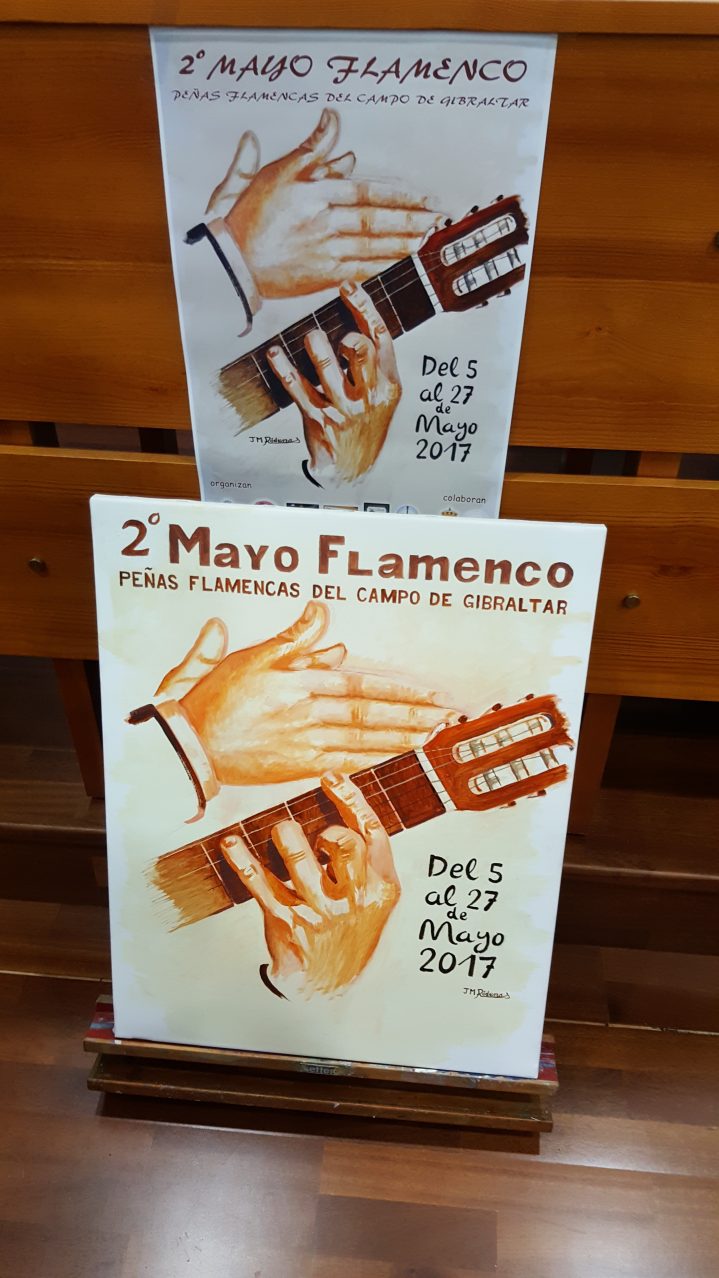 2º MAYO FLAMENCO
PEÑAS FLAMENCAS DEL CAMPO DE GIBRALTAR
Del 5
al 27
de
Mayo
2017
organizan
colaboran
2º Mayo Flamenco
PEÑAS FLAMENCAS DEL CAMPO DE GIBRALTAR
Del 5
al 27
de
Mayo
2017